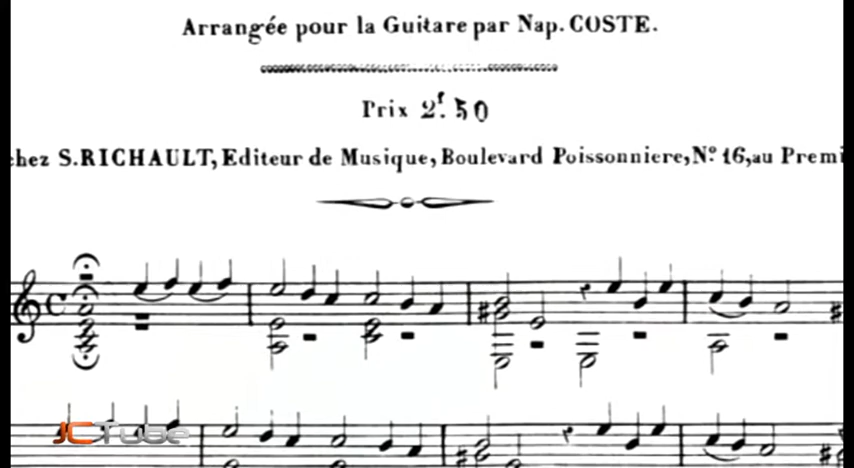 Arrangée pour la Guitare par Nap. COSTE.
Prix 2f. 50
chez S. RICHAULT, Editeur de Musique, Boulevard Poissonniere, No. 16, au Premi
JCTube